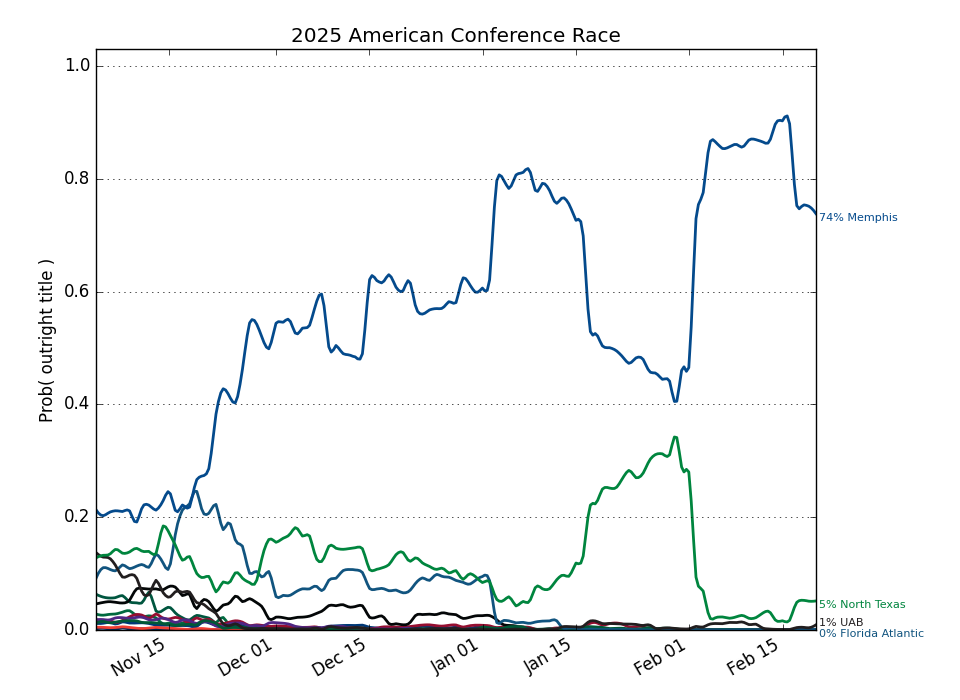 2025 American Conference Race
Prob( outright title )
1.0
0.8
0.6
0.4
0.2
0.0
74% Memphis
5% North Texas
1% UAB
0% Florida Atlantic
Nov 15
Dec 01
Dec 15
Jan 01
Jan 15
Feb 01
Feb 15